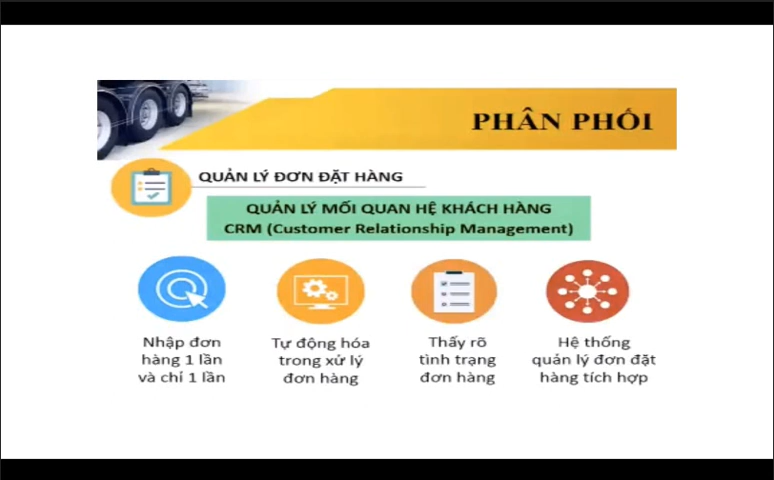 PHÂN PHỐI
QUẢN LÝ ĐƠN ĐẶT HÀNG
QUẢN LÝ MỐI QUAN HỆ KHÁCH HÀNG
CRM (Customer Relationship Management)
Nhập đơn
hàng 1 lần
và chỉ 1 lần
Tự động hóa
trong xử lý
đơn hàng
Thấy rõ
tình trạng
đơn hàng
Hệ thống
quản lý đơn đặt
hàng tích hợp